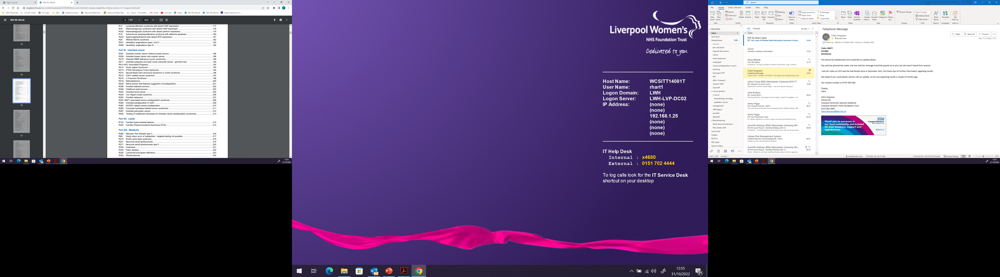 Sign in to lwh
REX RD (Word)
england.nhs.uk/wp-content/uploads/2018/08/Rare-and-inherited-disease-eligibility-criteria-version-3.1-August-2022.pdf
LWH Favourites
Growth Charts
ICE Login
LWH
Maternity Assist
Password Reset Por...
Password Reset Reg...
Log in - G Number...
Gmail
YouTube
Maps
REX RD (Word)
REX RD (Word)
expert reaction to s...
REX RD (Word)
16 / 401
100%
14
15
16
17
R17 Lymphoproliferative syndrome with absent SAP expression 177
R18 Haemophagocytic syndrome with absent XIAP expression 178
R232 Haemophagocytic syndrome with absent perforin expression 179
R19 Autoimmune lymphoproliferative syndrome with defective apoptosis 180
R233 Agammaglobulinaemia with absent BTK expression 181
R20 Wiskott-Aldrich syndrome 182
R341 Hereditary angioedema types I and II 183
R368 Hereditary angioedema type III 184
Part XI. Inherited cancer
R207 Inherited ovarian cancer (without breast cancer) 185
R208 Inherited breast cancer and ovarian cancer 186
R210 Inherited MMR deficiency (Lynch syndrome) 188
R211 Inherited polyposis and early onset colorectal cancer - germline test 190
R414 APC Associated Polyposis 192
R212 Peutz Jegher Syndrome 193
R213 PTEN Hamartoma Tumor Syndrome 194
R214 Nevoid Basal Cell Carcinoma Syndrome or Gorlin syndrome 196
R215 CDH1-related cancer syndrome 197
R216 Li Fraumeni Syndrome 198
R219 Retinoblastoma 200
R220 Wilms tumour with features suggestive of predisposition 201
R358 Familial rhabdoid tumours 202
R359 Childhood solid tumours 203
R224 Inherited renal cancer 204
R225 Von Hippel Lindau syndrome 206
R254 Familial melanoma 207
R422 BAP1 associated tumour predisposition syndrome 208
R363 Inherited predisposition to GIST 209
R364 DICER1-related cancer predisposition 210
R365 Fumarate hydratase-related tumour syndromes 211
R367 Inherited pancreatic cancer 212
R404 Testing of unaffected individuals for inherited cancer predisposition syndromes 213
Part XII. Lipids
R134 Familial hypercholesterolaemia 214
R324 Familial Chylomicronaemia Syndrome (FCS) 215
Part XIII. Metabolic
R380 Niemann Pick disease type C 216
R98 Likely inborn error of metabolism - targeted testing not possible 217
R270 Smith-Lemli-Opitz syndrome 218
R231 Neuronal ceroid lipofuscinosis 219
R271 Neuronal ceroid lipofuscinosis type 2 220
R334 Cystinosis 221
R335 Fabry disease 222
R325 Lysosomal acid lipase deficiency 223
R323 Sitosterolaemia 224
12:55
31/10/2022
Liverpool Women's
NHS Foundation Trust
Dedicated to you
Host Name: WCSITT14081T
User Name: rhart1
Logon Domain: LWH
Logon Server: LWH-LVP-DC02
IP Address: (none)
(none)
192.168.1.25
(none)
(none)
(none)
IT Help Desk
Internal : x4680
External : 0151 702 4444
To log calls look for the IT Service Desk
shortcut on your desktop
12:55
31/10/2022
21
Search
File Home Send / Receive Folder View Help
New Email
New Items
Ignore
Clean Up
Junk
Delete
Archive
Reply
Reply All
Forward
Meeting
IM
More
Share to Teams
Study leave/ann...
Team Email
Reply & Delete
To Manager
Done
Create New
Move
Rules
Send to OneNote
Assign Policy
Unread/ Read
Categorize
Follow Up
Browse Groups
Search People
Address Book
Filter Email
Read Aloud
Translate
Get Add-ins
New Delete Respond Teams Quick Steps Move Tags Groups Find Speech Language Add-ins
Favorites
Inbox 1
Sent Items
Deleted Items 1595
bev and David
regional discussions
canvar
work experience
undergrad
Cancer predisposition screen...
teaching
QI project: FHF
NF1
ethics Liverpool
research LWH
Lab stuff
cancer genetics
cancer
haematology oncology
paediatric cancer
management
100k legacy
prenatal
appraisal
Mainstreaming
Study leave/annual leave
New starter stuff
Junk Email
Outbox
RCPCH
RSS Feeds
Search Folders
All Unread By Date
Today
PDF By Reem Saad
"Two Cases of Pituitary Stalk Interruption Syndrome in Syria... 12:46
Zoom
Genethics meeting Confirmation 12:20
Anna Whaite
FW: CNV failure 12:10
Hi Rachel I've had a polyposis panel result back, snip is below,
Clare Ferguson
Telephone Message 12:01
Claire SWIFT G55480 W1439214 The above has telephoned, and
Lalloo Fiona (R0A) Manchester University NHS FT
RE: induction for lynch nurse 10:40
Manchester will be Sarah Pugh – not sure about Liverpool
John Bridson
Re: Clinical ethics 09:40
Morning Rachel Apologies for the delay, I hadn't forgotten. I've
Jenny Higgs
FW: Incident Entered - 94433 09:27
This was discussed with me and agreed at the SBAR meeting
Jenny Higgs
FW: Your Face2Gene Team 09:24
Hi Please register for a face 2 gene account (see below) if you
Sutcliffe Anthony (R0A) Manchester University NH...
RE: NW Lynch Project - Monthly Meeting with CA 09:06
Hi Rachel, I've forwarded you the invite now, but do let me know
Ulysses Risk Management System
Incident Reporter Acknowledgement - 94433 08:57
Thank you for reporting this incident
Sutcliffe Anthony (R0A) Manchester University NH...
RE: NW Lynch Project - Monthly Meeting with CA 08:33
Hi all, Ahead of our team meeting today, please find an agenda
Telephone Message
CF
Clare Ferguson
To Rachel Hart
Reply Reply All Forward
Mon 31/10/2022 12:01
Follow up. Start by 31 October 2022. Due by 31 October 2022.
Claire SWIFT
G55480
W1439214
The above has telephoned, and would like an update please.
She said she phoned last week, and was told her message would be passed on to you, but she hasn't heard from anyone.
I see her notes on UCR said she had bloods done in December 2021, but there was no further information regarding results.
She asked if you could please call her with an update, as she was expecting results a couple of months ago.
Her contact number is 07747 603 583
Thanks,
Clare
Clare Ferguson
Clinical PA
Liverpool Centre for Genomic Medicine
Liverpool Women's NHS Foundation Trust
0151 802 5003
Clare.ferguson@lwh.nhs.uk
Thank you to everyone in
our local community and beyond
for your kindness, support and
togetherness.
NHS
Liverpool Women's
NHS Foundation Trust
#BeKind
Items: 3,090 Unread: 1
Send/Receive error
All folders are up to date.
Connected to: Microsoft Exchange
Display Settings
100%
12:55
31/10/2022